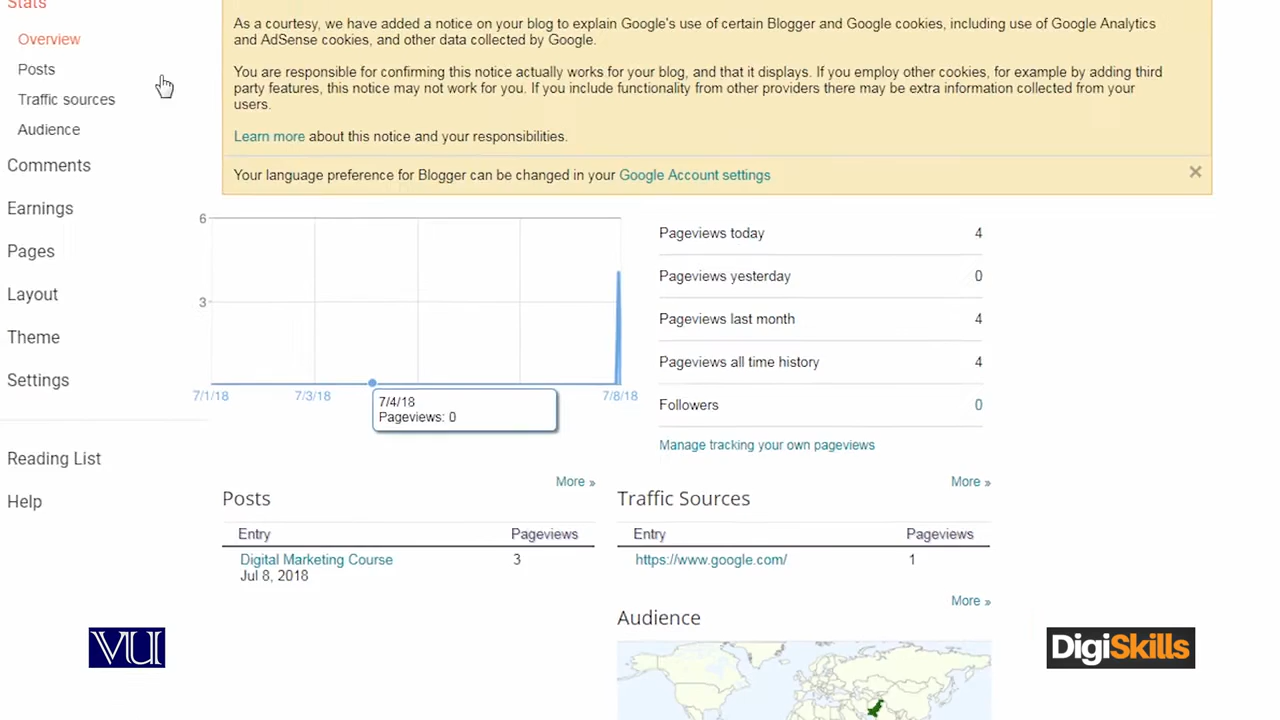 Stats
Overview
Posts
Traffic sources
Audience
Comments
Earnings
Pages
Layout
Theme
Settings
Reading List
Help
As a courtesy, we have added a notice on your blog to explain Google's use of certain Blogger and Google cookies, including use of Google Analytics
and AdSense cookies, and other data collected by Google.
You are responsible for confirming this notice actually works for your blog, and that it displays. If you employ other cookies, for example by adding third
party features, this notice may not work for you. If you include functionality from other providers there may be extra information collected from your
users.
Learn more about this notice and your responsibilities.
Your language preference for Blogger can be changed in your Google Account settings
6
3
7/1/18 7/3/18 7/8/18
7/4/18
Pageviews: 0
Pageviews today 4
Pageviews yesterday 0
Pageviews last month 4
Pageviews all time history 4
Followers 0
Manage tracking your own pageviews
More »
Posts
Entry Pageviews
Digital Marketing Course 3
Jul 8, 2018
More »
Traffic Sources
Entry Pageviews
https://www.google.com/ 1
More »
Audience
VU
DigiSkills